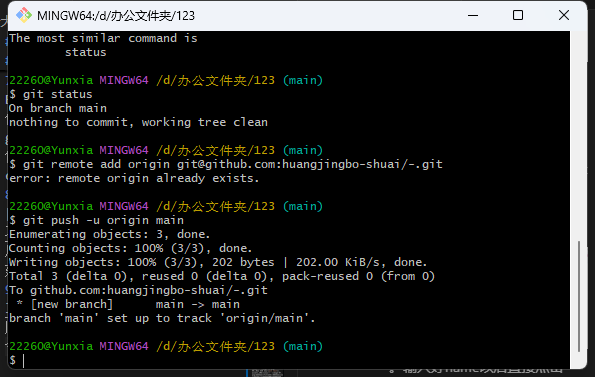 MINGW64:/d/办公文件夹/123
The most similar command is
status
22260@Yunxia MINGW64 /d/办公文件夹/123 (main)
$ git status
On branch main
nothing to commit, working tree clean
22260@Yunxia MINGW64 /d/办公文件夹/123 (main)
$ git remote add origin git@github.com:huangjingbo-shuai/-.git
error: remote origin already exists.
22260@Yunxia MINGW64 /d/办公文件夹/123 (main)
$ git push -u origin main
Enumerating objects: 3, done.
Counting objects: 100% (3/3), done.
Writing objects: 100% (3/3), 202 bytes | 202.00 KiB/s, done.
Total 3 (delta 0), reused 0 (delta 0), pack-reused 0 (from 0)
To github.com:huangjingbo-shuai/-.git
* [new branch] main -> main
branch 'main' set up to track 'origin/main'.
22260@Yunxia MINGW64 /d/办公文件夹/123 (main)
$